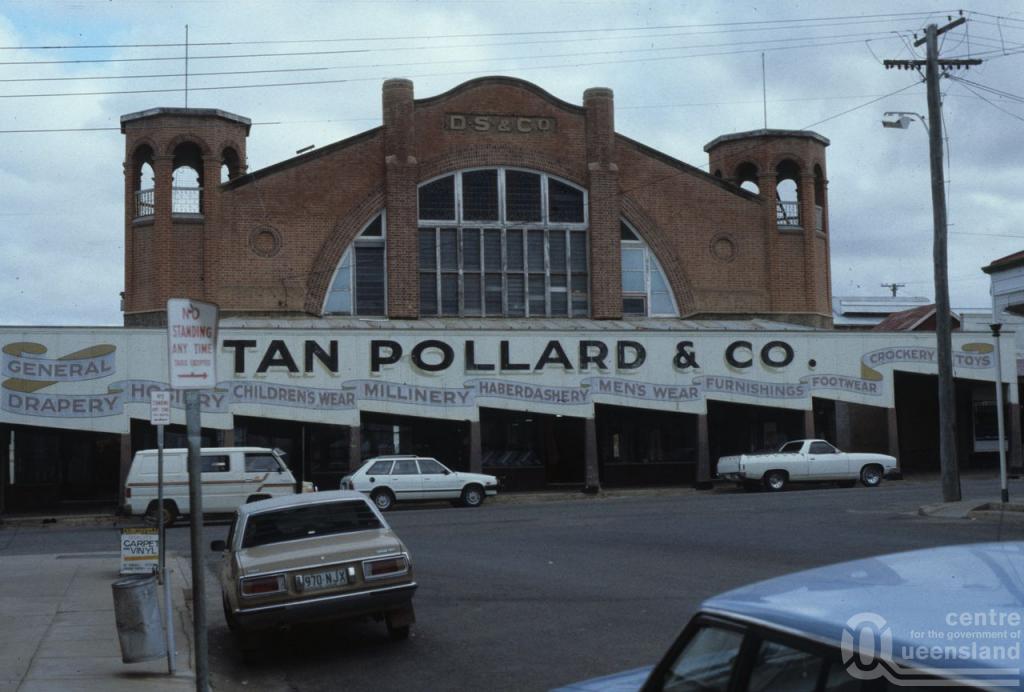 D·S·&·Co
TAN POLLARD & CO.
GENERAL
DRAPERY
HOSIERY
CHILDREN'S WEAR
MILLINERY
HABERDASHERY
MEN'S WEAR
FURNISHINGS
FOOTWEAR
CROCKERY
TOYS
NO
STANDING
ANY TIME
CARPET
VINYL
970·NJX
centre
for the government of
Queensland